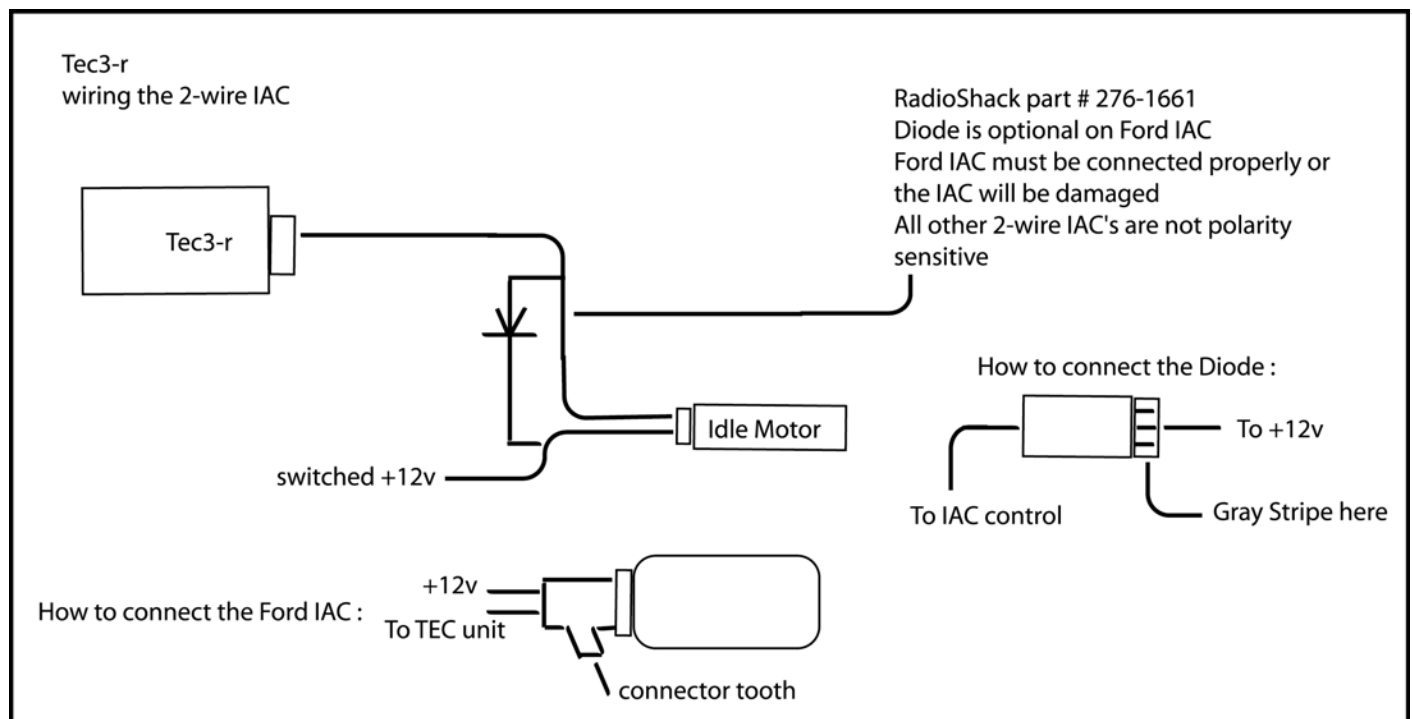 Tec3-r
wiring the 2-wire IAC
RadioShack part # 276-1661
Diode is optional on Ford IAC
Ford IAC must be connected properly or
the IAC will be damaged
All other 2-wire IAC's are not polarity
sensitive
Tec3-r
How to connect the Diode :
Idle Motor
To +12v
switched +12v
To IAC control
Gray Stripe here
+12v
How to connect the Ford IAC :
To TEC unit
connector tooth